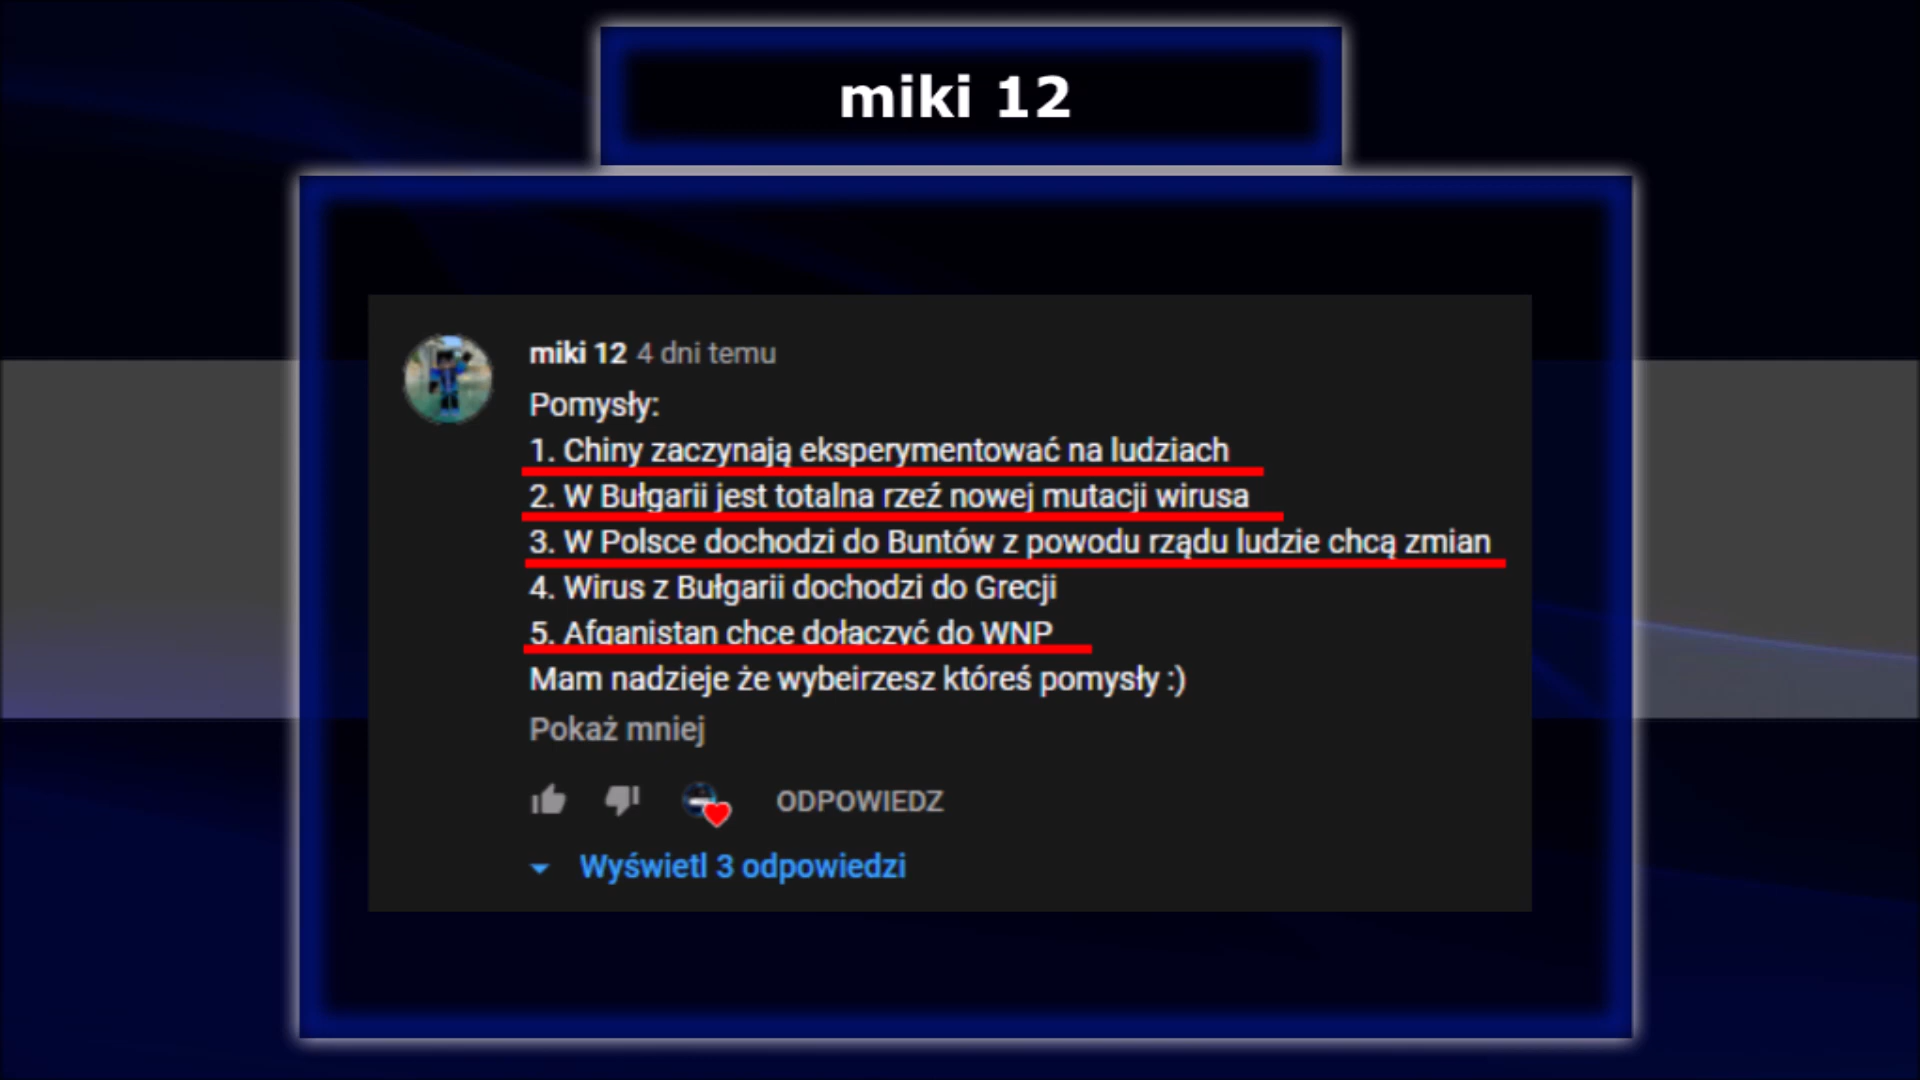 miki 12
miki 12 4 dni temu
Pomysły:
1. Chiny zaczynają eksperymentować na ludziach
2. W Bułgarii jest totalna rzeź nowej mutacji wirusa
3. W Polsce dochodzi do Buntów z powodu rządu ludzie chcą zmian
4. Wirus z Bułgarii dochodzi do Grecji
5. Afganistan chce dołączyć do WNP
Mam nadzieje że wybeirzesz któreś pomysły :)
Pokaż mniej
ODPOWIEDZ
Wyświetl 3 odpowiedzi